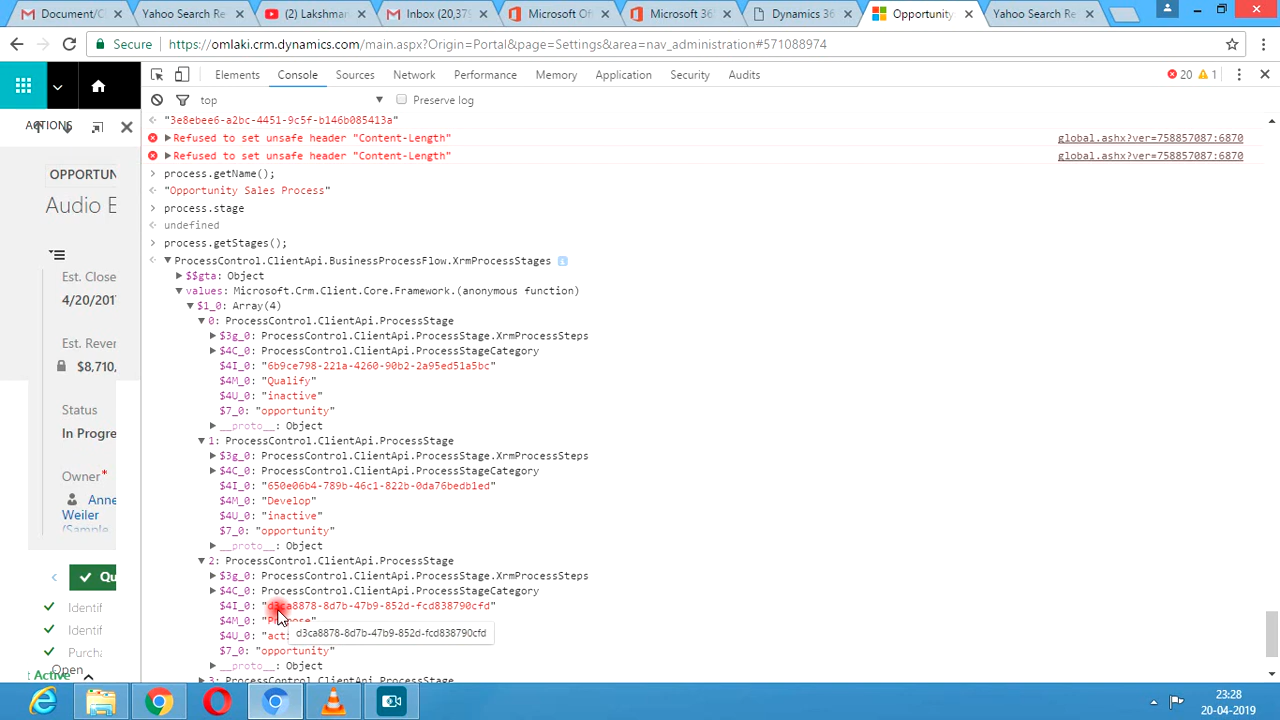 Document/C
Yahoo Search Re
(2) Lakshma
Inbox (20,37
Microsoft Of
Microsoft 36
Dynamics 36
Opportunity
Yahoo Search Re
Secure
https://omlaki.crm.dynamics.com/main.aspx?Origin=Portal&page=Settings&area=nav_administration#571088974
Elements Console Sources Network Performance Memory Application Security Audits
20 1
top Preserve log
ACTIONS
"3e8ebee6-a2bc-4451-9c5f-b146b085413a"
Refused to set unsafe header "Content-Length" global.ashx?ver=758857087:6870
Refused to set unsafe header "Content-Length" global.ashx?ver=758857087:6870
process.getName();
"Opportunity Sales Process"
process.stage
undefined
process.getStages();
ProcessControl.ClientApi.BusinessProcessFlow.XrmProcessStages
$$gta: Object
values: Microsoft.Crm.Client.Core.Framework.(anonymous function)
$1_0: Array(4)
0: ProcessControl.ClientApi.ProcessStage
$3g_0: ProcessControl.ClientApi.ProcessStage.XrmProcessSteps
$4C_0: ProcessControl.ClientApi.ProcessStageCategory
$4I_0: "6b9ce798-221a-4260-90b2-2a95ed51a5bc"
$4M_0: "Qualify"
$4U_0: "inactive"
$7_0: "opportunity"
__proto__: Object
1: ProcessControl.ClientApi.ProcessStage
$3g_0: ProcessControl.ClientApi.ProcessStage.XrmProcessSteps
$4C_0: ProcessControl.ClientApi.ProcessStageCategory
$4I_0: "650e06b4-789b-46c1-822b-0da76bedb1ed"
$4M_0: "Develop"
$4U_0: "inactive"
$7_0: "opportunity"
__proto__: Object
2: ProcessControl.ClientApi.ProcessStage
$3g_0: ProcessControl.ClientApi.ProcessStage.XrmProcessSteps
$4C_0: ProcessControl.ClientApi.ProcessStageCategory
$4I_0: "d3ca8878-8d7b-47b9-852d-fcd838790cfd"
$4M_0:
$4U_0: "acti
d3ca8878-8d7b-47b9-852d-fcd838790cfd
$7_0: "opportunity"
__proto__: Object
3: ProcessControl.ClientApi.ProcessStage
OPPORTUN
Audio E
Est. Close
4/20/2017
Est. Reven
$8,710,
Status
In Progre
Owner*
Anne
Weiler
(Sample
Qu
Identif
Identif
Purcha
Open
t Active
23:28
20-04-2019